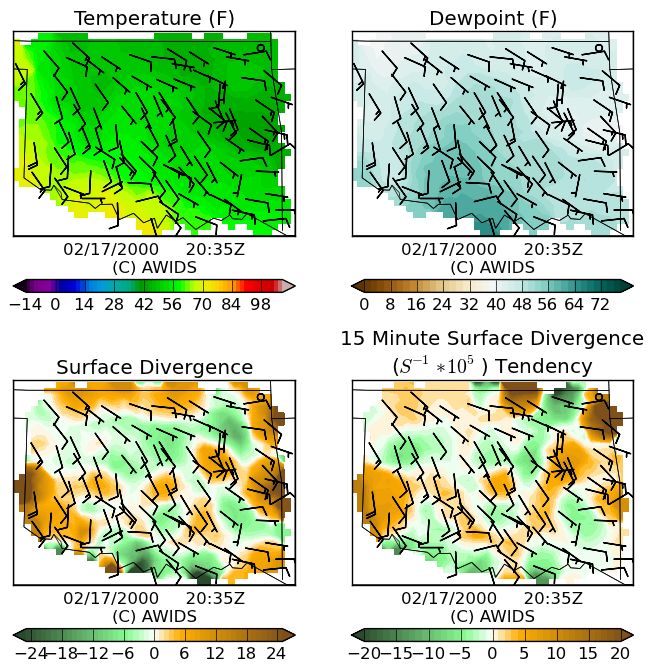 Temperature (F)
Dewpoint (F)
02/17/2000 20:35Z
(C) AWIDS
−14 0 14 28 42 56 70 84 98
02/17/2000 20:35Z
(C) AWIDS
0 8 16 24 32 40 48 56 64 72
Surface Divergence
15 Minute Surface Divergence
(S⁻¹ *10⁵ ) Tendency
02/17/2000 20:35Z
(C) AWIDS
−24 −18 −12 −6 0 6 12 18 24
02/17/2000 20:35Z
(C) AWIDS
−20 −15 −10 −5 0 5 10 15 20